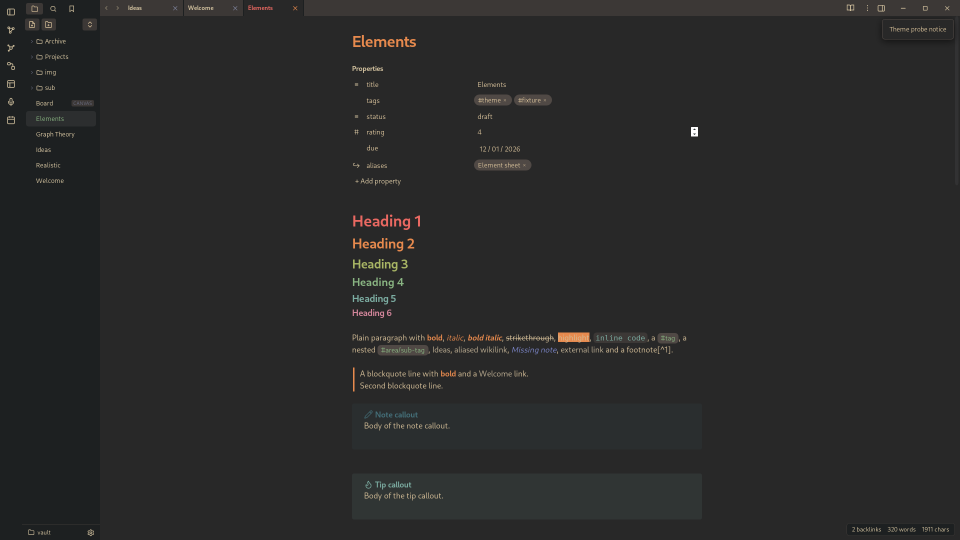 Ideas
Welcome
Elements
Theme probe notice
Archive
Projects
img
sub
Board CANVAS
Elements
Graph Theory
Ideas
Realistic
Welcome
vault
Elements
Properties
title Elements
tags #theme × #fixture ×
status draft
# rating 4
due 12/01/2026
aliases Element sheet ×
+ Add property
Heading 1
Heading 2
Heading 3
Heading 4
Heading 5
Heading 6
Plain paragraph with bold, italic, bold italic, strikethrough, highlight, inline code, a #tag, a
nested #area/sub-tag, Ideas, aliased wikilink, Missing note, external link and a footnote[^1].
A blockquote line with bold and a Welcome link.
Second blockquote line.
Note callout
Body of the note callout.
Tip callout
Body of the tip callout.
2 backlinks 320 words 1911 chars